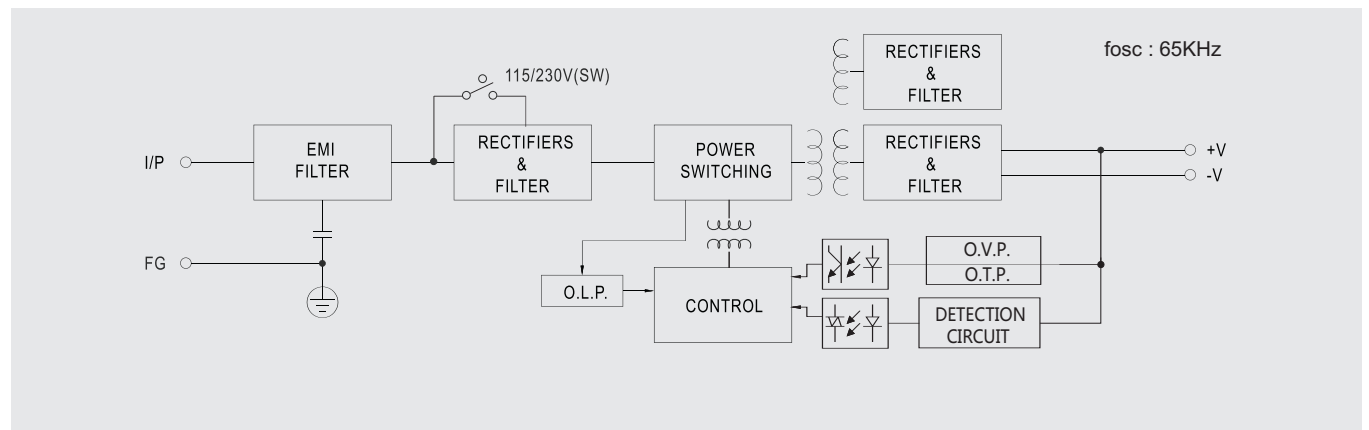 RECTIFIERS
&
FILTER
fosc : 65KHz
115/230V(SW)
I/P
EMI
FILTER
RECTIFIERS
&
FILTER
POWER
SWITCHING
RECTIFIERS
&
FILTER
+V
-V
FG
O.L.P.
CONTROL
O.V.P.
O.T.P.
DETECTION
CIRCUIT